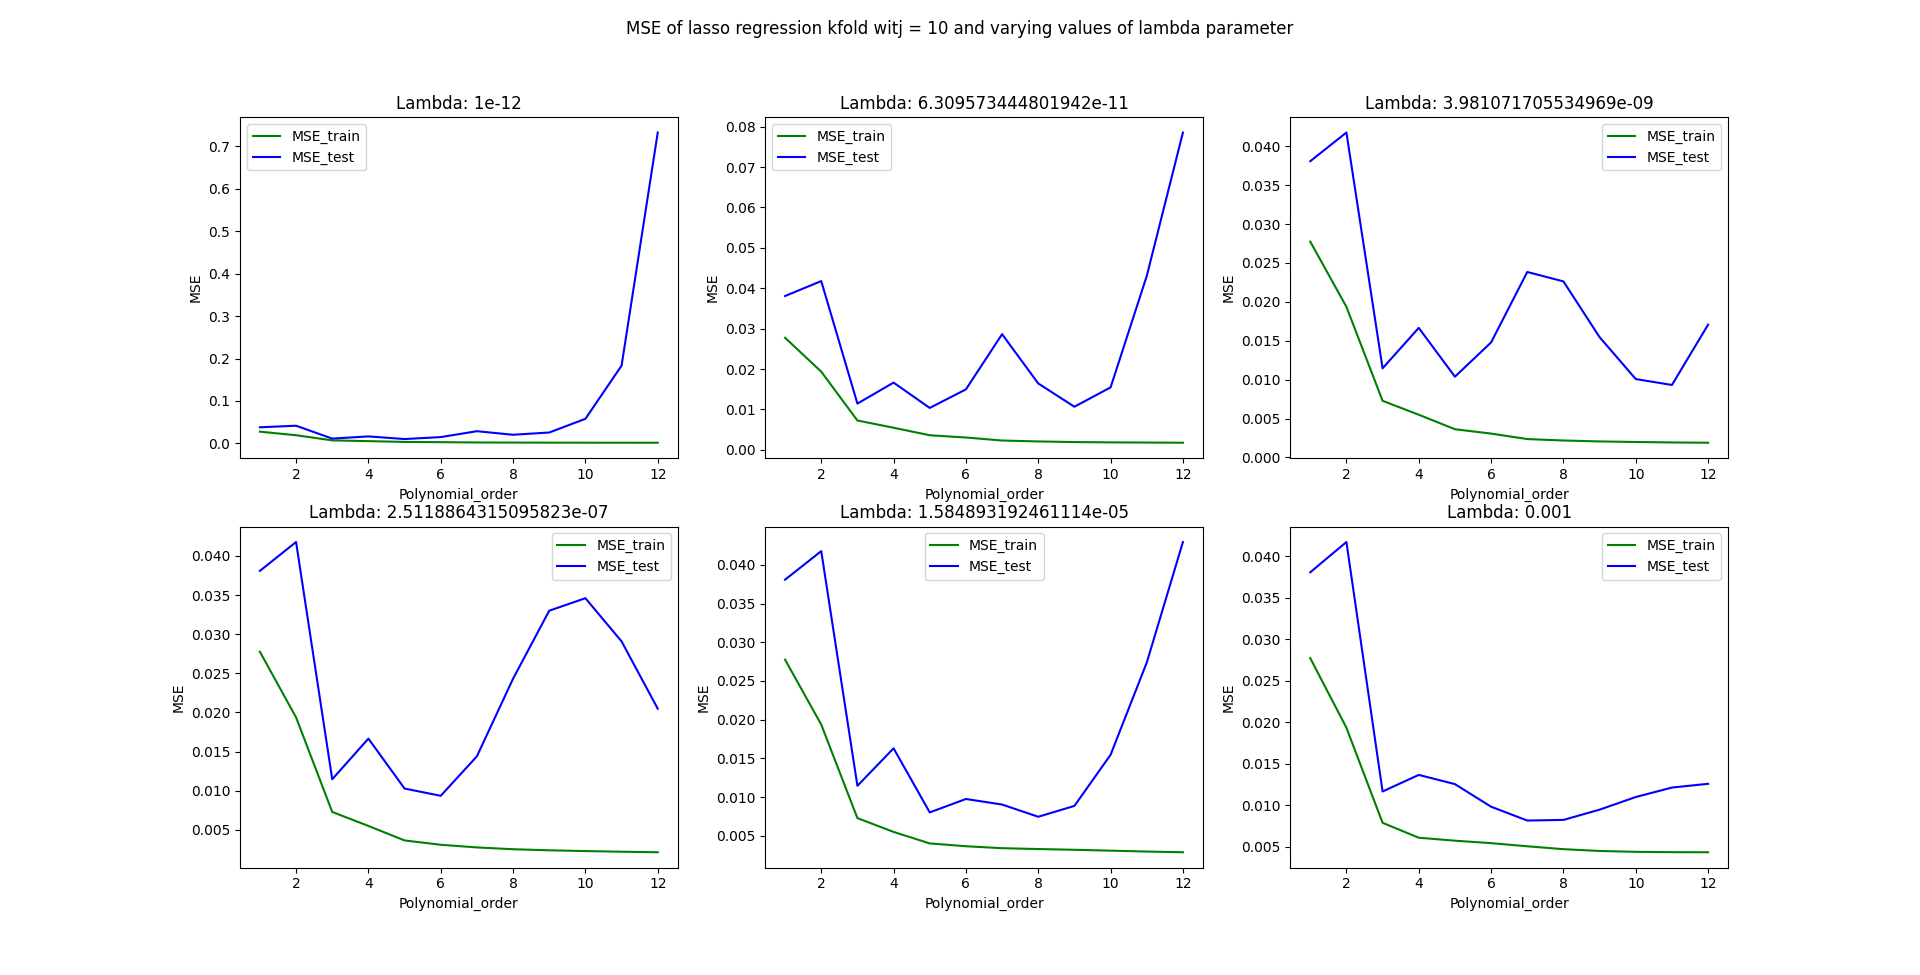 MSE of lasso regression kfold witj = 10 and varying values of lambda parameter
Lambda: 1e-12
MSE_train
MSE_test
0.7
0.6
0.5
0.4
0.3
0.2
0.1
0.0
MSE
2 4 6 8 10 12
Polynomial_order
Lambda: 6.309573444801942e-11
MSE_train
MSE_test
0.08
0.07
0.06
0.05
0.04
0.03
0.02
0.01
0.00
MSE
2 4 6 8 10 12
Polynomial_order
Lambda: 3.981071705534969e-09
MSE_train
MSE_test
0.040
0.035
0.030
0.025
0.020
0.015
0.010
0.005
0.000
MSE
2 4 6 8 10 12
Polynomial_order
Lambda: 2.5118864315095823e-07
MSE_train
MSE_test
0.040
0.035
0.030
0.025
0.020
0.015
0.010
0.005
MSE
2 4 6 8 10 12
Polynomial_order
Lambda: 1.584893192461114e-05
MSE_train
MSE_test
0.040
0.035
0.030
0.025
0.020
0.015
0.010
0.005
MSE
2 4 6 8 10 12
Polynomial_order
Lambda: 0.001
MSE_train
MSE_test
0.040
0.035
0.030
0.025
0.020
0.015
0.010
0.005
MSE
2 4 6 8 10 12
Polynomial_order